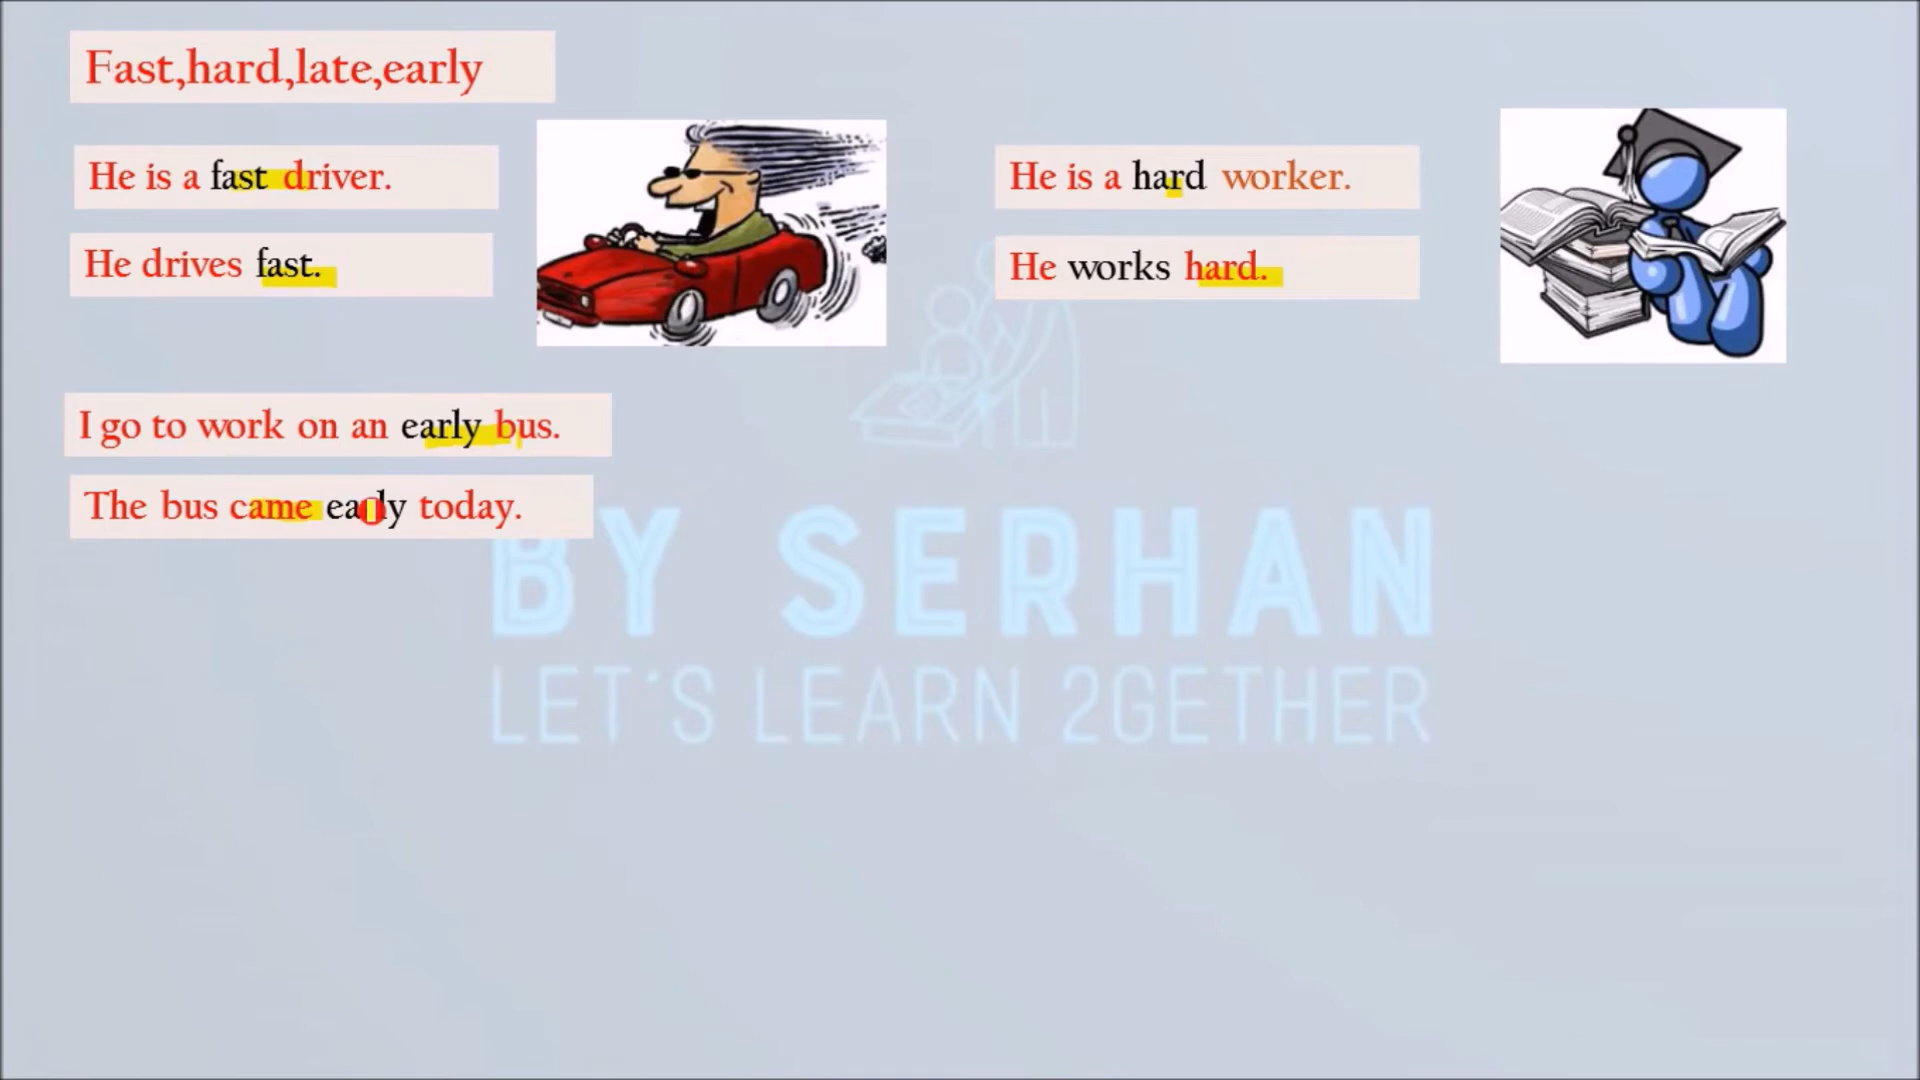 Fast,hard,late,early
He is a fast driver.
He drives fast.
He is a hard worker.
He works hard.
I go to work on an early bus.
The bus came early today.
BY SERHAN
LET'S LEARN 2GETHER